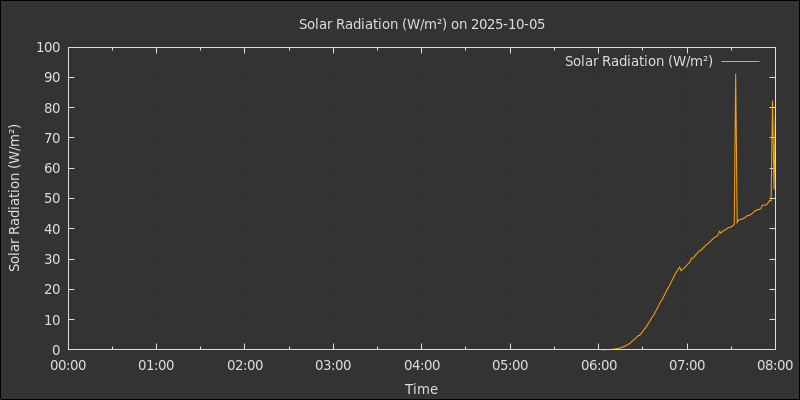 Solar Radiation (W/m²) on 2025-10-05
Solar Radiation (W/m²)
Solar Radiation (W/m²)
100
90
80
70
60
50
40
30
20
10
0
00:00 01:00 02:00 03:00 04:00 05:00 06:00 07:00 08:00
Time